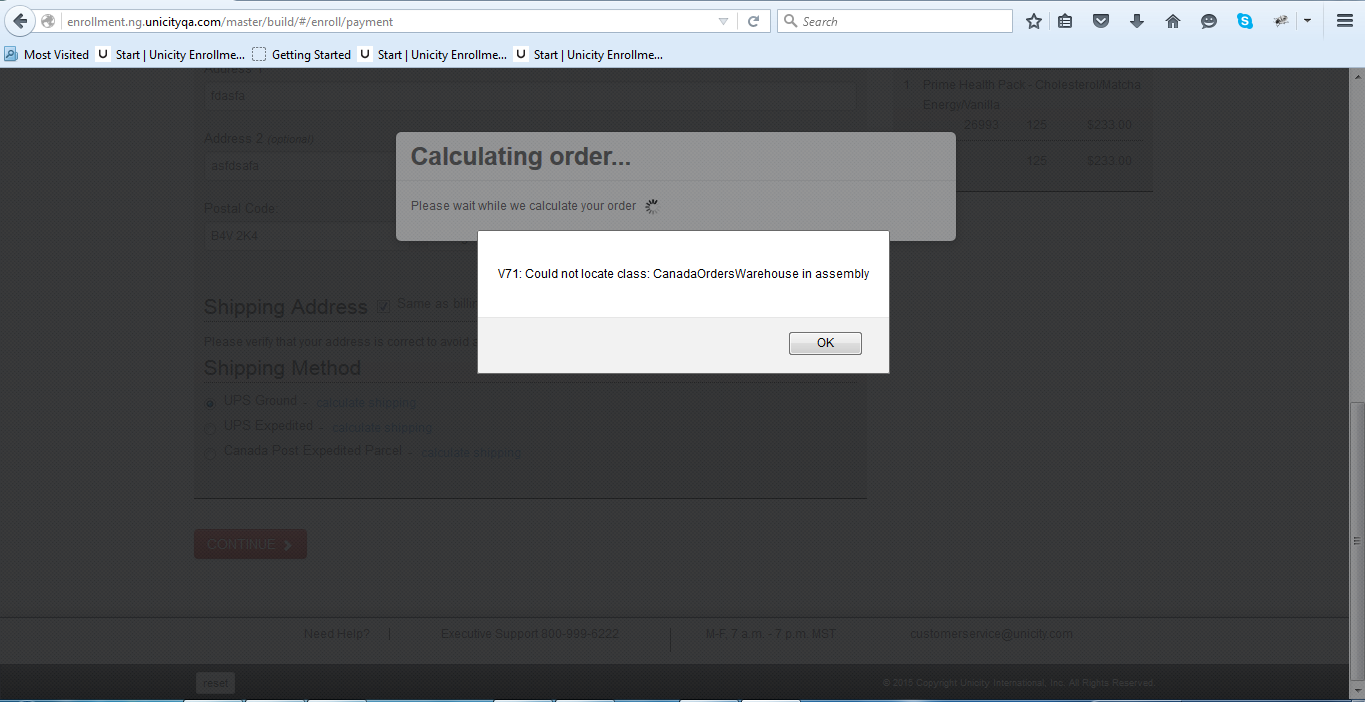 enrollment.ng.unicityqa.com/master/build/#/enroll/payment
Search
Most Visited
U Start | Unicity Enrollme...
Getting Started
U Start | Unicity Enrollme...
U Start | Unicity Enrollme...
Address 1
fdasfa
Address 2 (optional)
asfdsafa
Postal Code:
B4V 2K4
1 Prime Health Pack - Cholesterol/Matcha
Energy/Vanilla
26993 125 $233.00
125 $233.00
Calculating order...
Please wait while we calculate your order
V71: Could not locate class: CanadaOrdersWarehouse in assembly
OK
Shipping Address Same as billin
Please verify that your address is correct to avoid
Shipping Method
UPS Ground - calculate shipping
UPS Expedited - calculate shipping
Canada Post Expedited Parcel - calculate shipping
CONTINUE
Need Help? | Executive Support 800-999-6222 | M-F, 7 a.m. - 7 p.m. MST customerservice@unicity.com
reset
© 2015 Copyright Unicity International, Inc. All Rights Reserved.